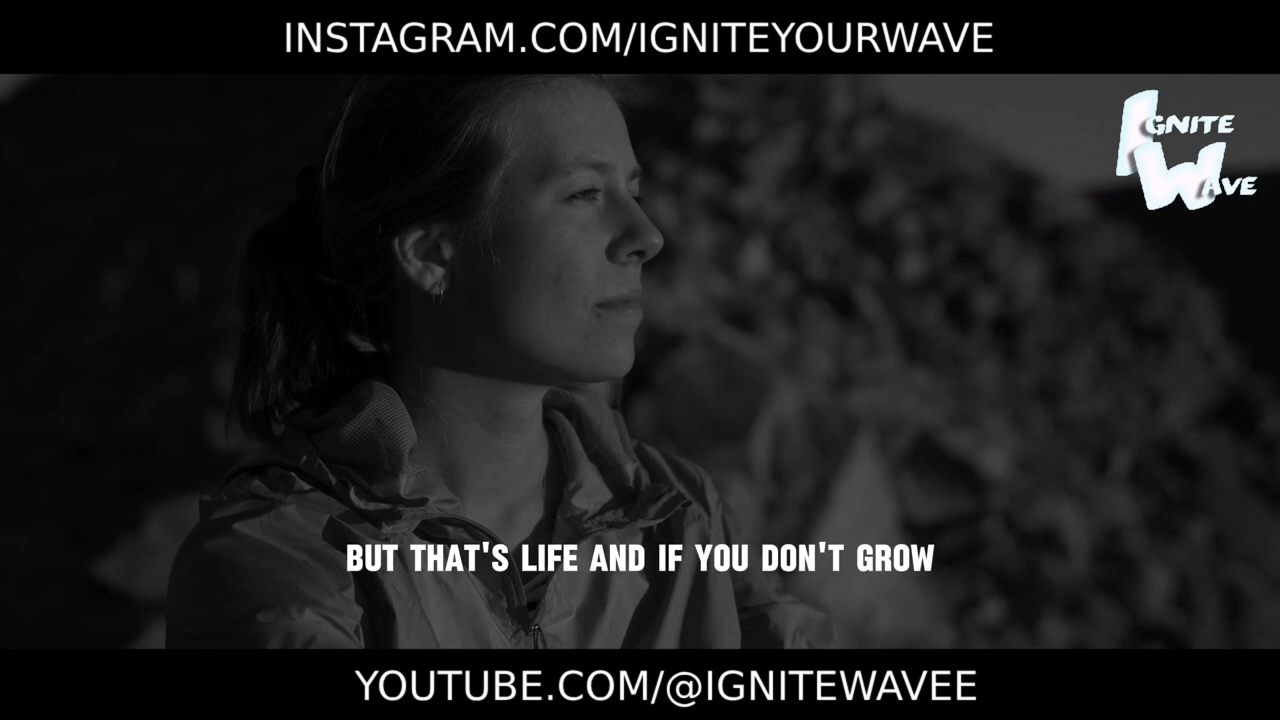 INSTAGRAM.COM/IGNITEYOURWAVE
IGNITE
WAVE
BUT THAT'S LIFE AND IF YOU DON'T GROW
YOUTUBE.COM/@IGNITEWAVEE